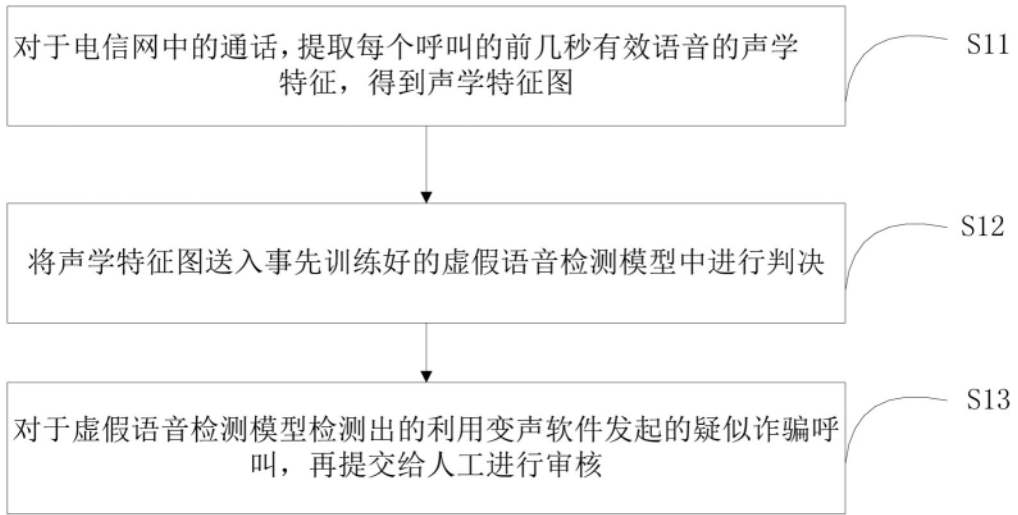 对于电信网中的通话，提取每个呼叫的前几秒有效语音的声学
特征，得到声学特征图
S11
将声学特征图送入事先训练好的虚假语音检测模型中进行判决
S12
对于虚假语音检测模型检测出的利用变声软件发起的疑似诈骗呼
叫，再提交给人工进行审核
S13